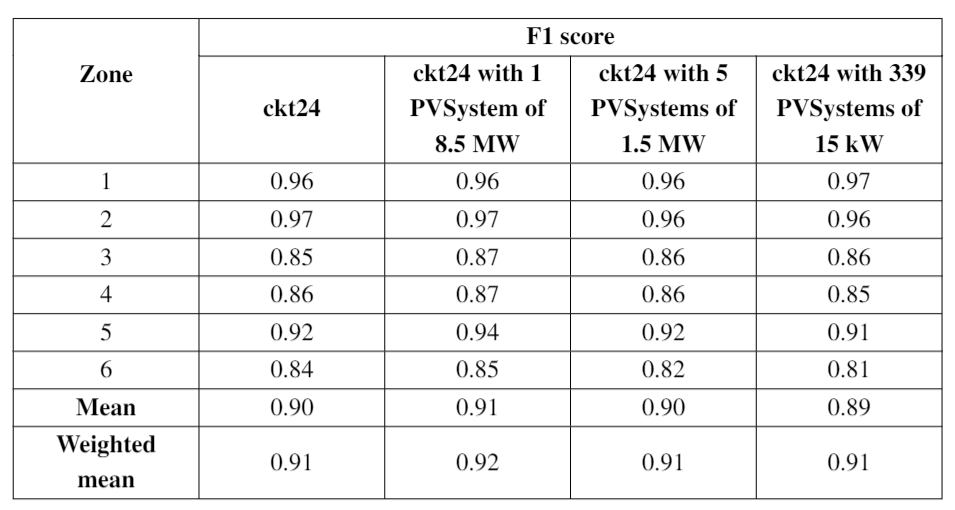 F1 score
Zone
ckt24
ckt24 with 1
PVSystem of
8.5 MW
ckt24 with 5
PVSystems of
1.5 MW
ckt24 with 339
PVSystems of
15 kW
1 0.96 0.96 0.96 0.97
2 0.97 0.97 0.96 0.96
3 0.85 0.87 0.86 0.86
4 0.86 0.87 0.86 0.85
5 0.92 0.94 0.92 0.91
6 0.84 0.85 0.82 0.81
Mean 0.90 0.91 0.90 0.89
Weighted
mean
0.91 0.92 0.91 0.91